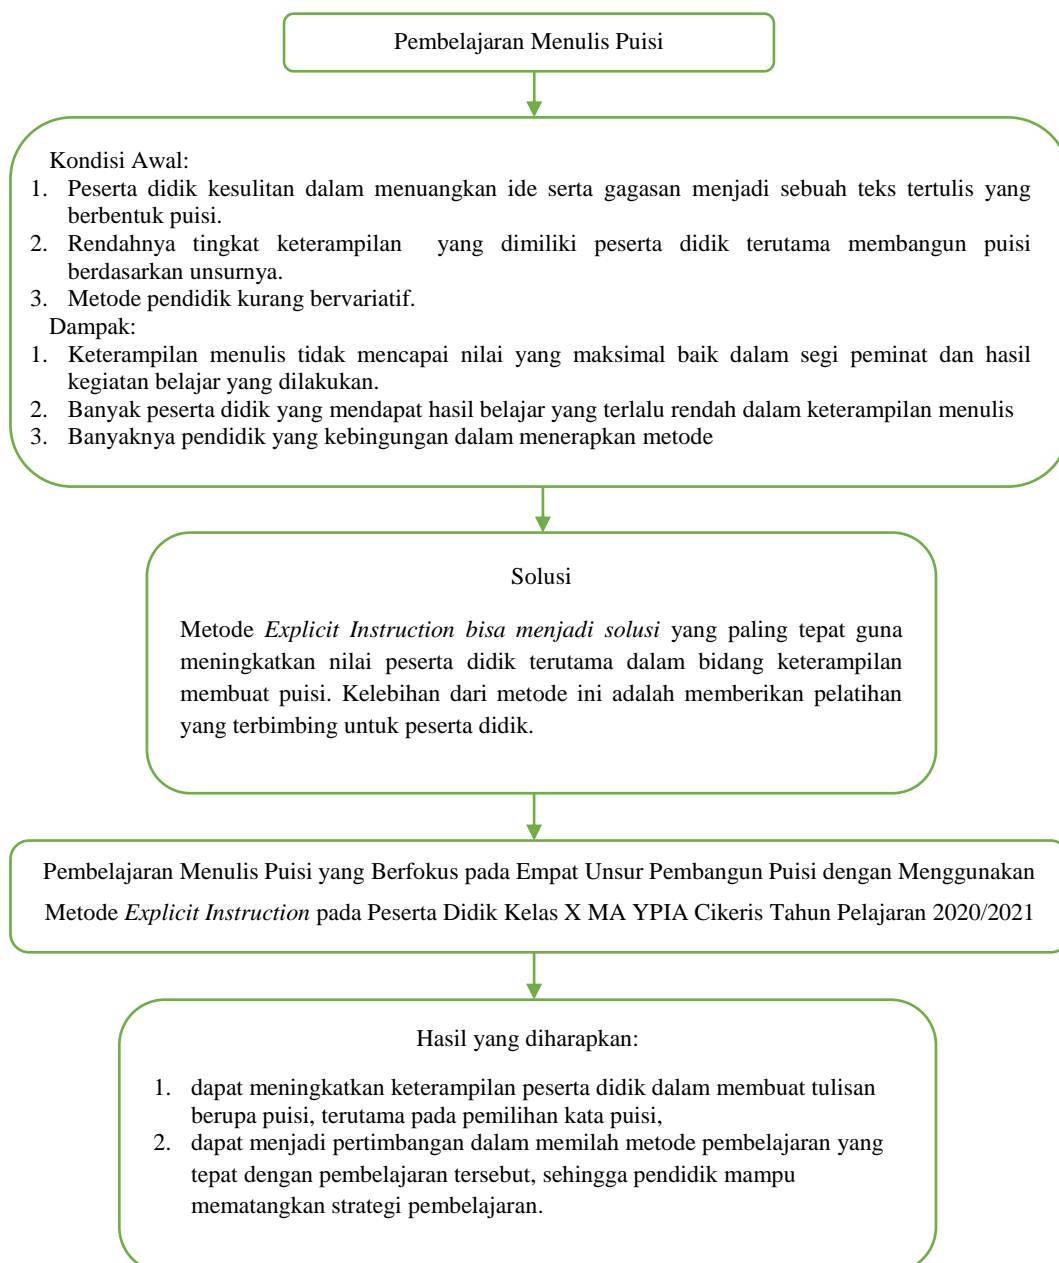 Pembelajaran Menulis Puisi
Kondisi Awal:
1. Peserta didik kesulitan dalam menuangkan ide serta gagasan menjadi sebuah teks tertulis yang
berbentuk puisi.
2. Rendahnya tingkat keterampilan yang dimiliki peserta didik terutama membangun puisi
berdasarkan unsurnya.
3. Metode pendidik kurang bervariatif.
Dampak:
1. Keterampilan menulis tidak mencapai nilai yang maksimal baik dalam segi peminat dan hasil
kegiatan belajar yang dilakukan.
2. Banyak peserta didik yang mendapat hasil belajar yang terlalu rendah dalam keterampilan menulis
3. Banyaknya pendidik yang kebingungan dalam menerapkan metode
Solusi
Metode Explicit Instruction bisa menjadi solusi yang paling tepat guna
meningkatkan nilai peserta didik terutama dalam bidang keterampilan
membuat puisi. Kelebihan dari metode ini adalah memberikan pelatihan
yang terbimbing untuk peserta didik.
Pembelajaran Menulis Puisi yang Berfokus pada Empat Unsur Pembangun Puisi dengan Menggunakan
Metode Explicit Instruction pada Peserta Didik Kelas X MA YPIA Cikeris Tahun Pelajaran 2020/2021
Hasil yang diharapkan:
1. dapat meningkatkan keterampilan peserta didik dalam membuat tulisan
berupa puisi, terutama pada pemilihan kata puisi,
2. dapat menjadi pertimbangan dalam memilah metode pembelajaran yang
tepat dengan pembelajaran tersebut, sehingga pendidik mampu
mematangkan strategi pembelajaran.